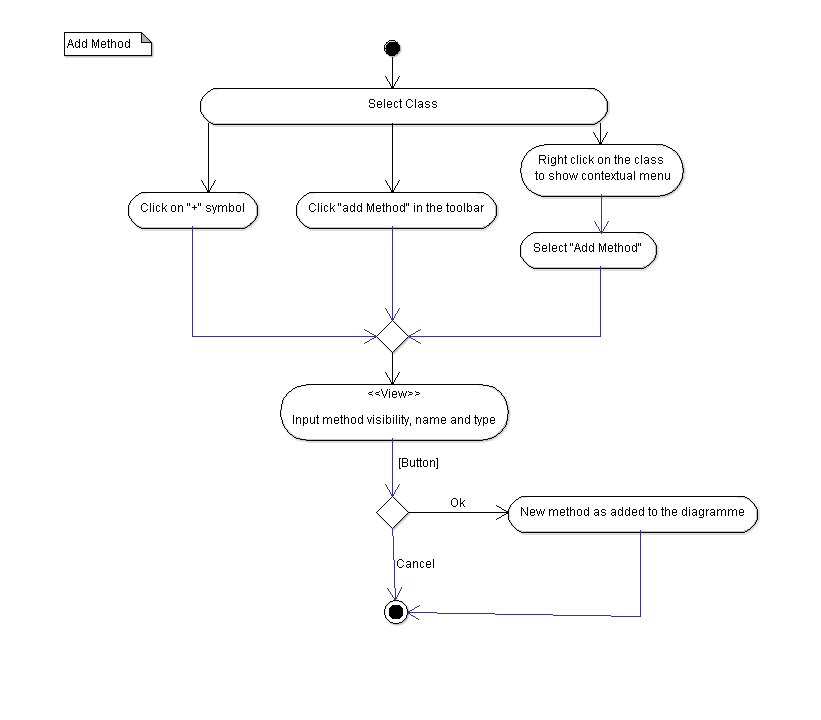 Add Method
Select Class
Right click on the class
to show contextual menu
Click on "+" symbol
Click "add Method" in the toolbar
Select "Add Method"
<<View>>
Input method visibility, name and type
[Button]
Ok
New method as added to the diagramme
Cancel